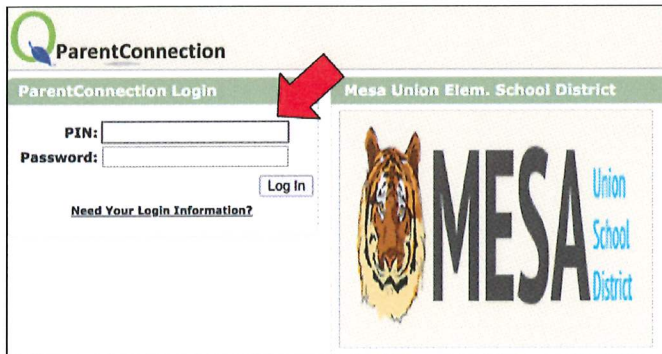 Q ParentConnection
ParentConnection Login
PIN:
Password:
Log In
Need Your Login Information?
Mesa Union Elem. School District
MESA
Union
School
District